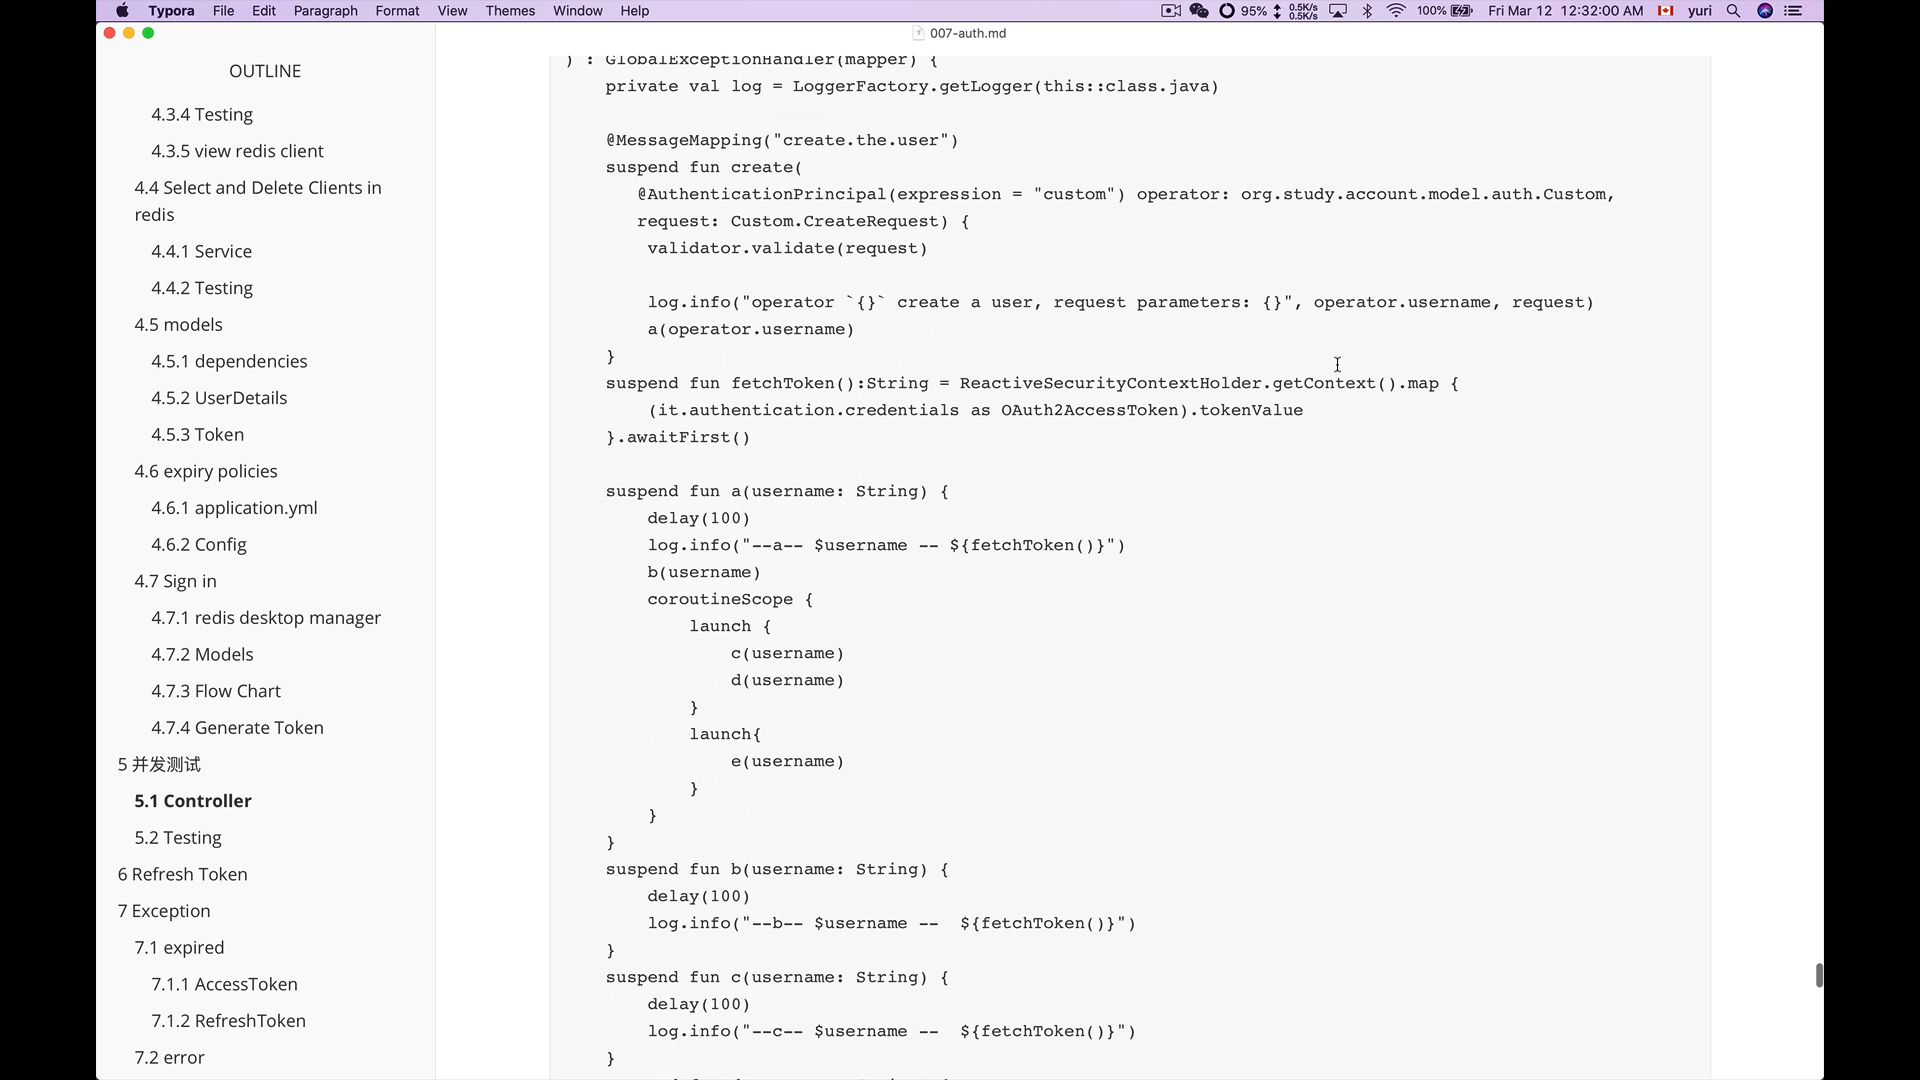 Typora File Edit Paragraph Format View Themes Window Help 95% 0.5K/s 0.5K/s 100% Fri Mar 12 12:32:00 AM yuri
007-auth.md
OUTLINE
4.3.4 Testing
4.3.5 view redis client
4.4 Select and Delete Clients in
redis
4.4.1 Service
4.4.2 Testing
4.5 models
4.5.1 dependencies
4.5.2 UserDetails
4.5.3 Token
4.6 expiry policies
4.6.1 application.yml
4.6.2 Config
4.7 Sign in
4.7.1 redis desktop manager
4.7.2 Models
4.7.3 Flow Chart
4.7.4 Generate Token
5 并发测试
5.1 Controller
5.2 Testing
6 Refresh Token
7 Exception
7.1 expired
7.1.1 AccessToken
7.1.2 RefreshToken
7.2 error
) : GlobalExceptionHandler(mapper) {
private val log = LoggerFactory.getLogger(this::class.java)
@MessageMapping("create.the.user")
suspend fun create(
@AuthenticationPrincipal(expression = "custom") operator: org.study.account.model.auth.Custom,
request: Custom.CreateRequest) {
validator.validate(request)
log.info("operator `{}` create a user, request parameters: {}", operator.username, request)
a(operator.username)
}
suspend fun fetchToken():String = ReactiveSecurityContextHolder.getContext().map {
(it.authentication.credentials as OAuth2AccessToken).tokenValue
}.awaitFirst()
suspend fun a(username: String) {
delay(100)
log.info("--a-- $username -- ${fetchToken()}")
b(username)
coroutineScope {
launch {
c(username)
d(username)
}
launch{
e(username)
}
}
}
suspend fun b(username: String) {
delay(100)
log.info("--b-- $username --  ${fetchToken()}")
}
suspend fun c(username: String) {
delay(100)
log.info("--c-- $username --  ${fetchToken()}")
}